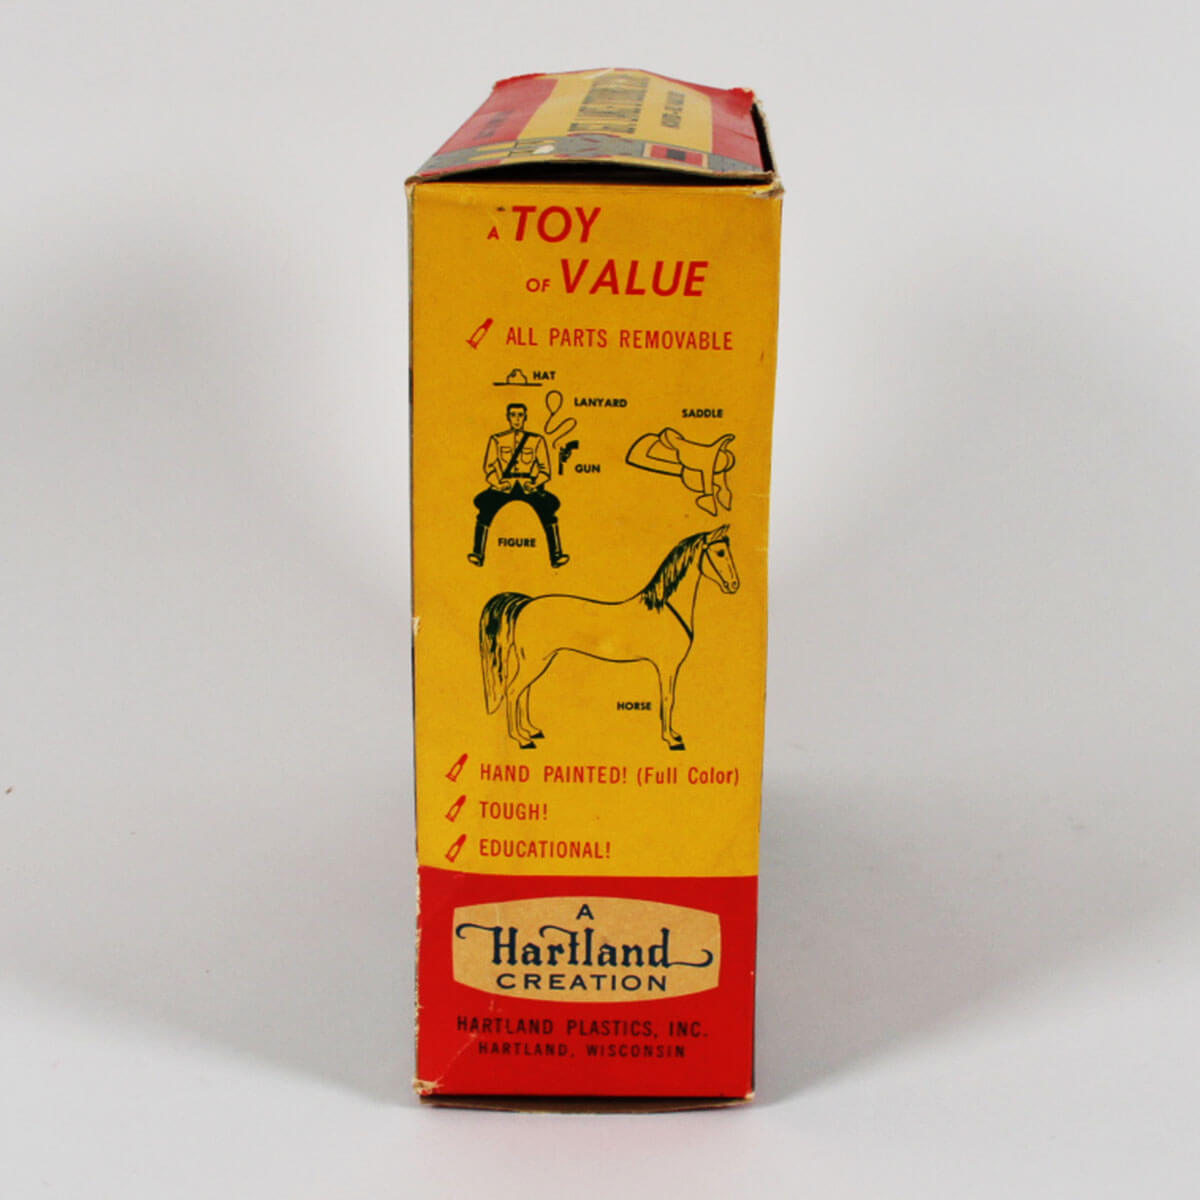 A TOY
OF VALUE
ALL PARTS REMOVABLE
HAT
LANYARD
SADDLE
GUN
FIGURE
HORSE
HAND PAINTED! (Full Color)
TOUGH!
EDUCATIONAL!
A
Hartland
CREATION
HARTLAND PLASTICS, INC.
HARTLAND, WISCONSIN